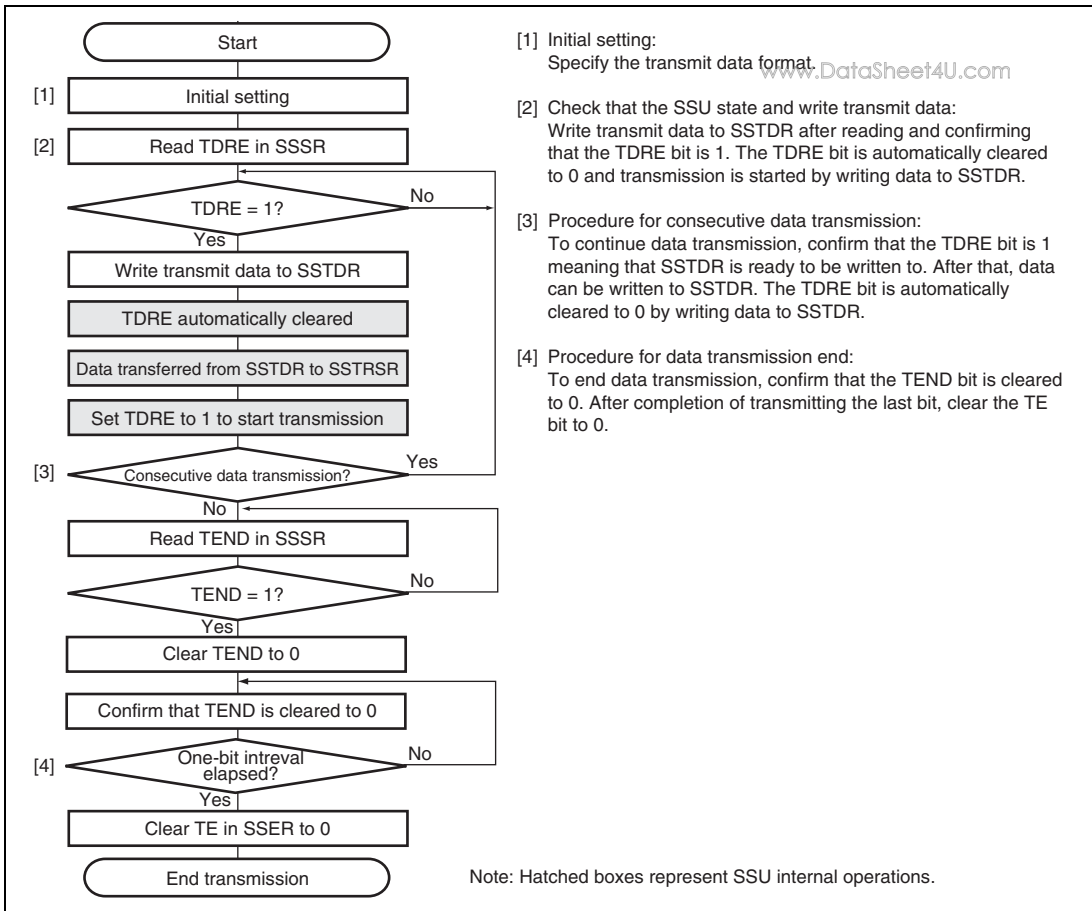 Start
[1] Initial setting
[2] Read TDRE in SSSR
TDRE = 1?
No
Yes
Write transmit data to SSTDR
TDRE automatically cleared
Data transferred from SSTDR to SSTRSR
Set TDRE to 1 to start transmission
[3] Consecutive data transmission?
Yes
No
Read TEND in SSSR
TEND = 1?
No
Yes
Clear TEND to 0
Confirm that TEND is cleared to 0
[4] One-bit intreval
elapsed?
No
Yes
Clear TE in SSER to 0
End transmission
[1] Initial setting:
Specify the transmit data format.
www.DataSheet4U.com
[2] Check that the SSU state and write transmit data:
Write transmit data to SSTDR after reading and confirming
that the TDRE bit is 1. The TDRE bit is automatically cleared
to 0 and transmission is started by writing data to SSTDR.
[3] Procedure for consecutive data transmission:
To continue data transmission, confirm that the TDRE bit is 1
meaning that SSTDR is ready to be written to. After that, data
can be written to SSTDR. The TDRE bit is automatically
cleared to 0 by writing data to SSTDR.
[4] Procedure for data transmission end:
To end data transmission, confirm that the TEND bit is cleared
to 0. After completion of transmitting the last bit, clear the TE
bit to 0.
Note: Hatched boxes represent SSU internal operations.